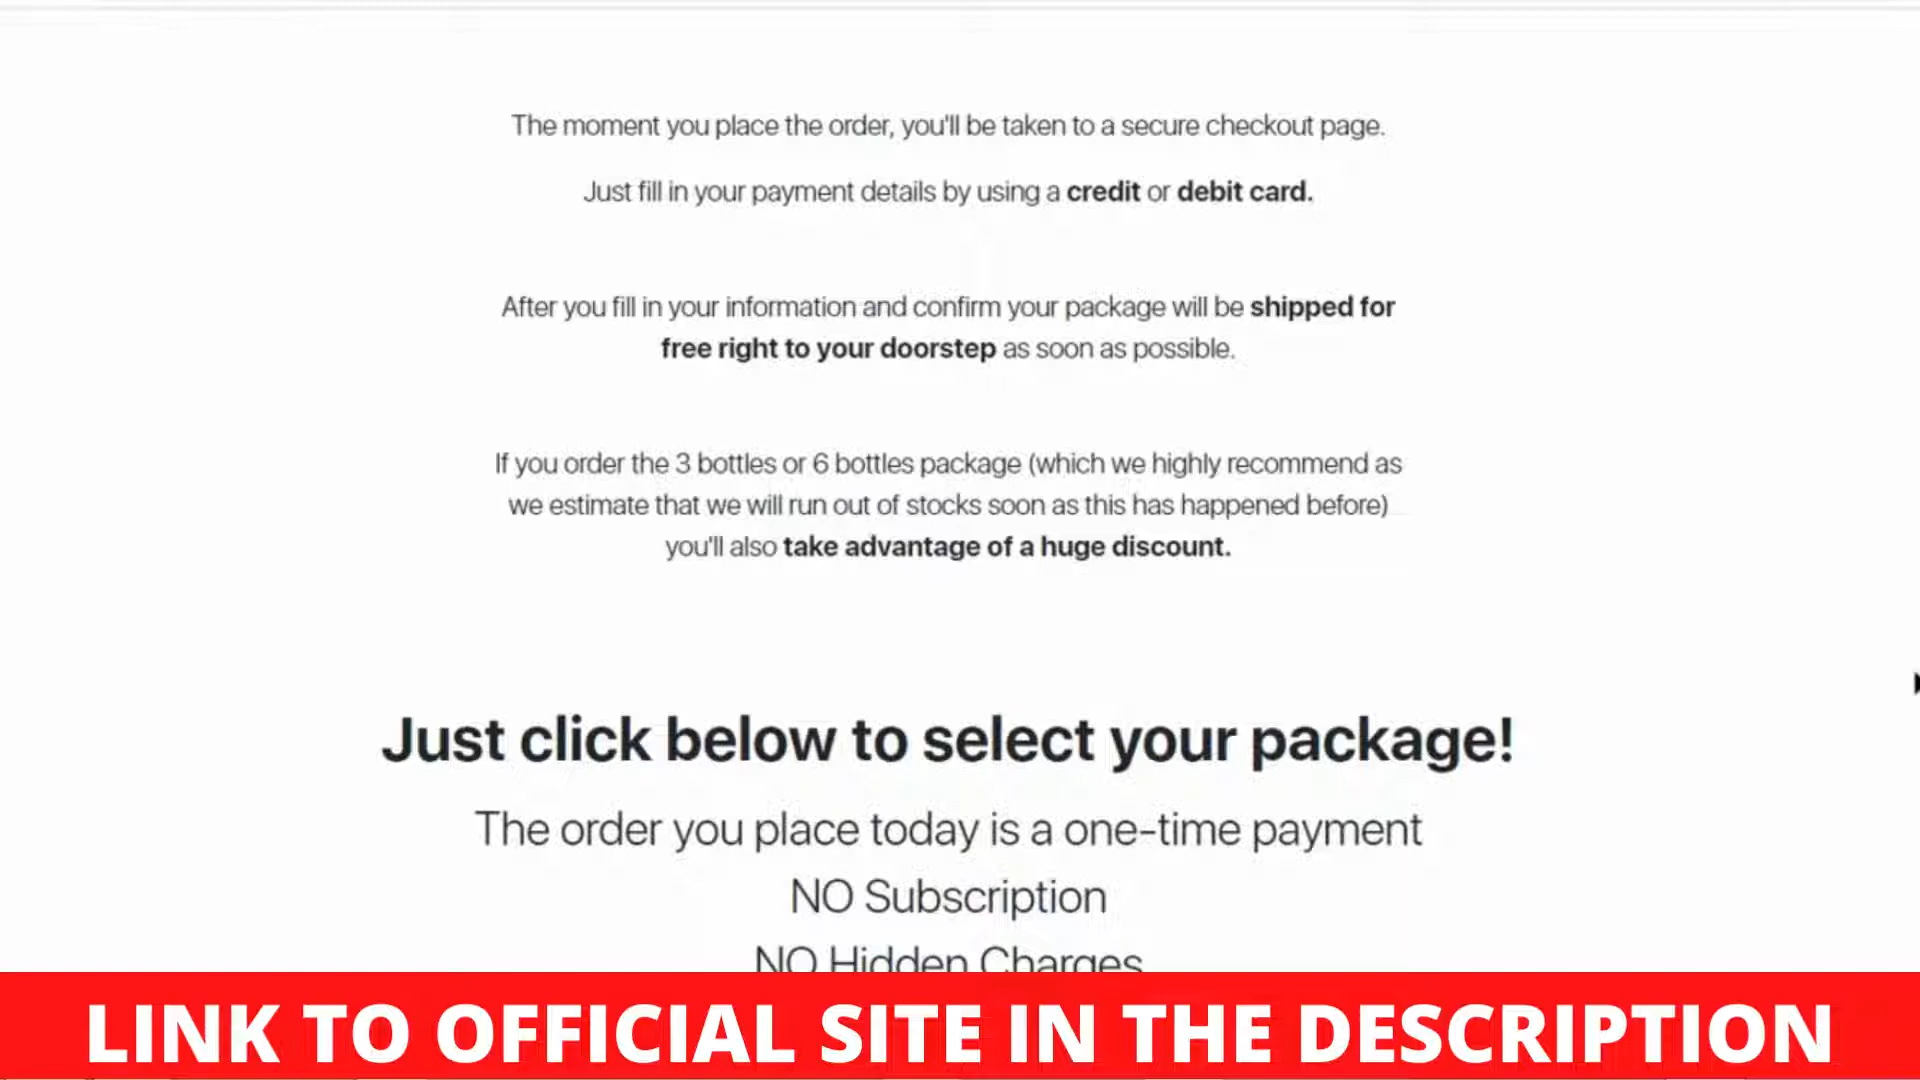 The moment you place the order, you'll be taken to a secure checkout page.
Just fill in your payment details by using a credit or debit card.
After you fill in your information and confirm your package will be shipped for
free right to your doorstep as soon as possible.
If you order the 3 bottles or 6 bottles package (which we highly recommend as
we estimate that we will run out of stocks soon as this has happened before)
you'll also take advantage of a huge discount.
Just click below to select your package!
The order you place today is a one-time payment
NO Subscription
NO Hidden Charges
LINK TO OFFICIAL SITE IN THE DESCRIPTION